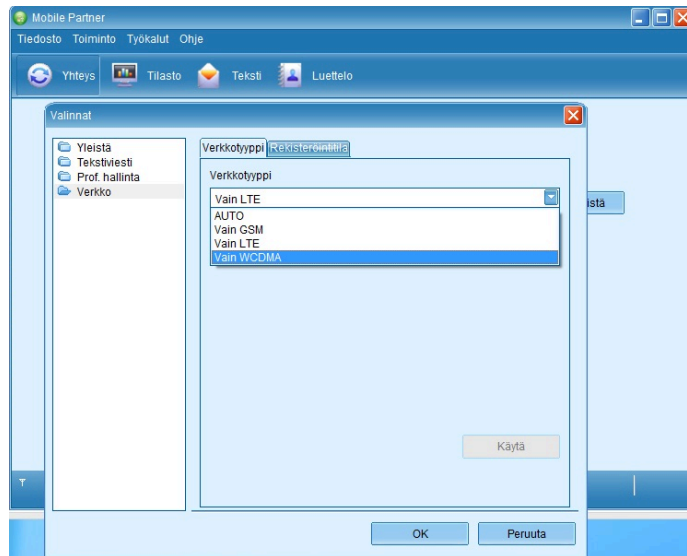 Mobile Partner
Tiedosto Toiminto Työkalut Ohje
Yhteys Tilasto Teksti Luettelo
Valinnat
Yleistä
Tekstiviesti
Prof. hallinta
Verkko
Verkkotyyppi Rekisteröintitila
Verkkotyyppi
Vain LTE
AUTO
Vain GSM
Vain LTE
Vain WCDMA
istä
Käytä
OK Peruuta